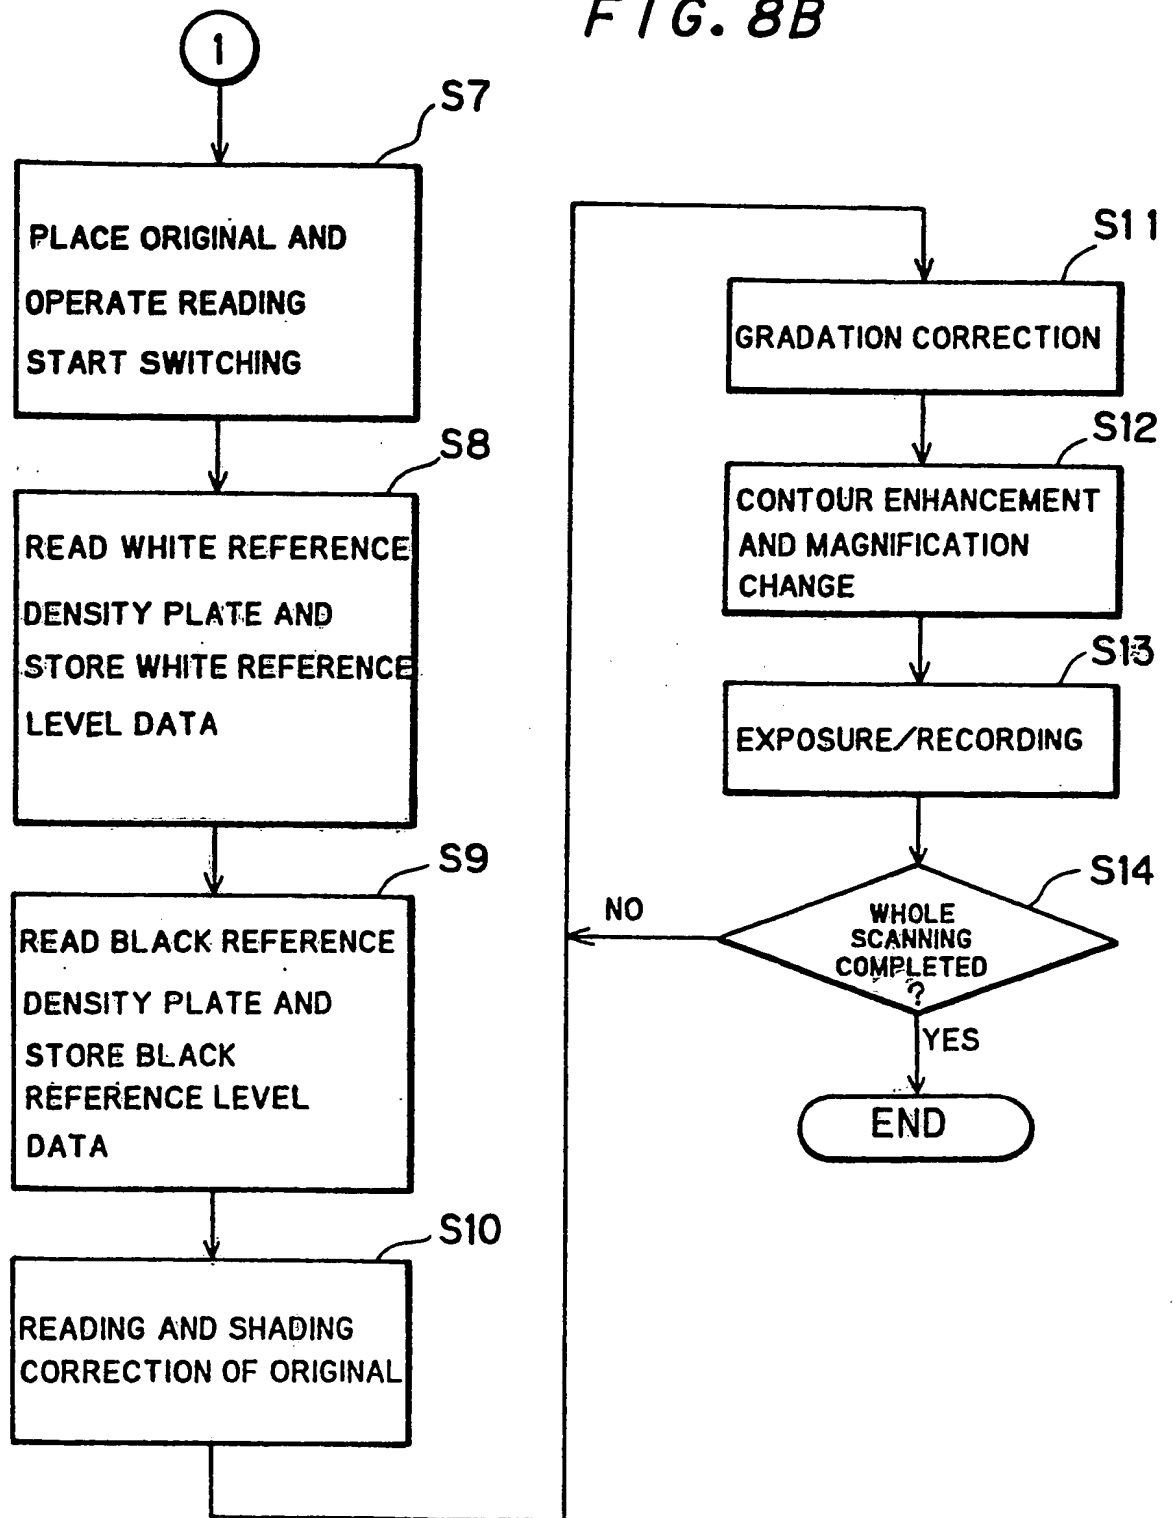 FIG. 8B
1
S7
PLACE ORIGINAL AND
OPERATE READING
START SWITCHING
S8
READ WHITE REFERENCE
DENSITY PLATE AND
STORE WHITE REFERENCE
LEVEL DATA
S9
READ BLACK REFERENCE
DENSITY PLATE AND
STORE BLACK
REFERENCE LEVEL
DATA
S10
READING AND SHADING
CORRECTION OF ORIGINAL
S11
GRADATION CORRECTION
S12
CONTOUR ENHANCEMENT
AND MAGNIFICATION
CHANGE
S13
EXPOSURE/RECORDING
S14
WHOLE
SCANNING
COMPLETED
?
NO
YES
END